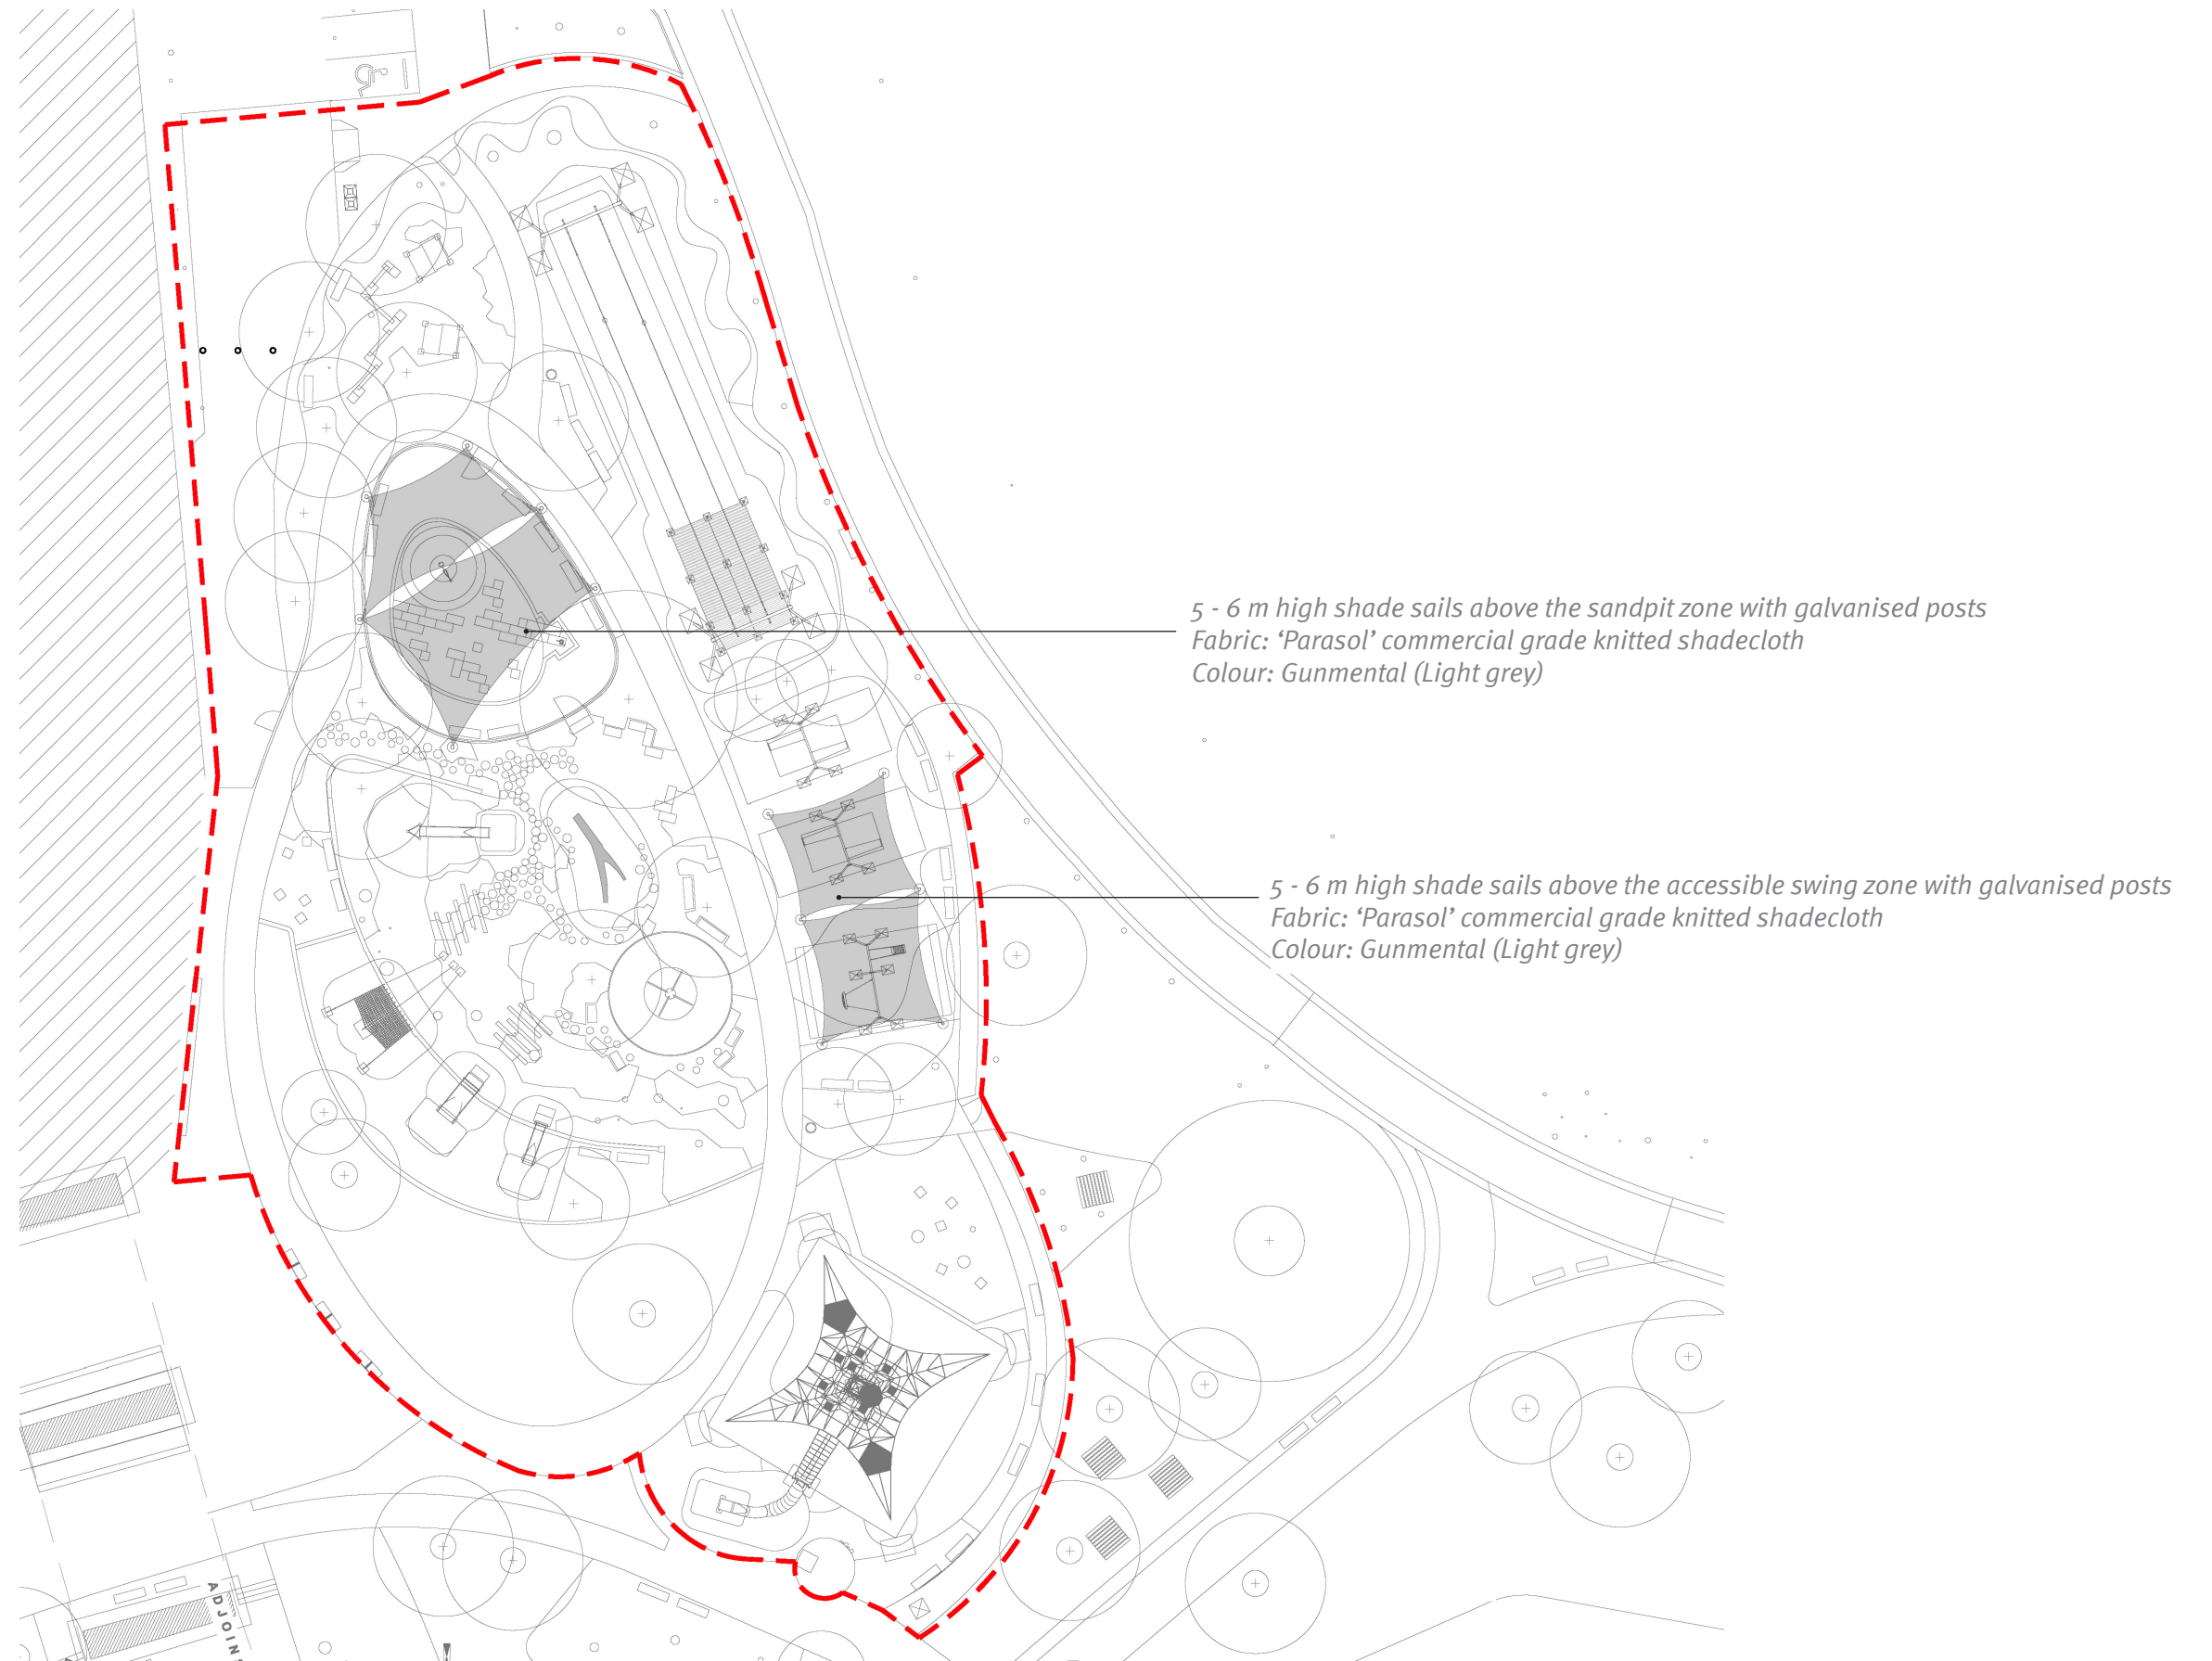 5 - 6 m high shade sails above the sandpit zone with galvanised posts
Fabric: ‘Parasol’ commercial grade knitted shadecloth
Colour: Gunmental (Light grey)
5 - 6 m high shade sails above the accessible swing zone with galvanised posts
Fabric: ‘Parasol’ commercial grade knitted shadecloth
Colour: Gunmental (Light grey)
ADJOIN